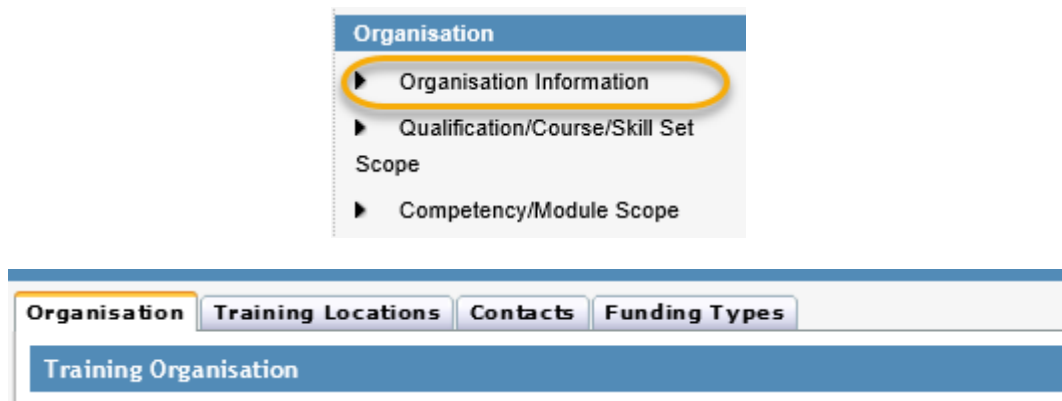 Organisation
Organisation Information
Qualification/Course/Skill Set
Scope
Competency/Module Scope
Organisation Training Locations Contacts Funding Types
Training Organisation